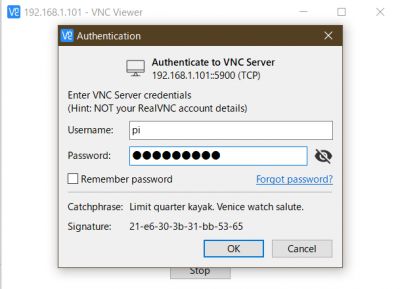 192.168.1.101 - VNC Viewer
Authentication
Authenticate to VNC Server
192.168.1.101::5900 (TCP)
Enter VNC Server credentials
(Hint: NOT your RealVNC account details)
Username: pi
Password: ●●●●●●●●●●
Remember password Forgot password?
Catchphrase: Limit quarter kayak. Venice watch salute.
Signature: 21-e6-30-3b-31-bb-53-65
OK Cancel
Stop